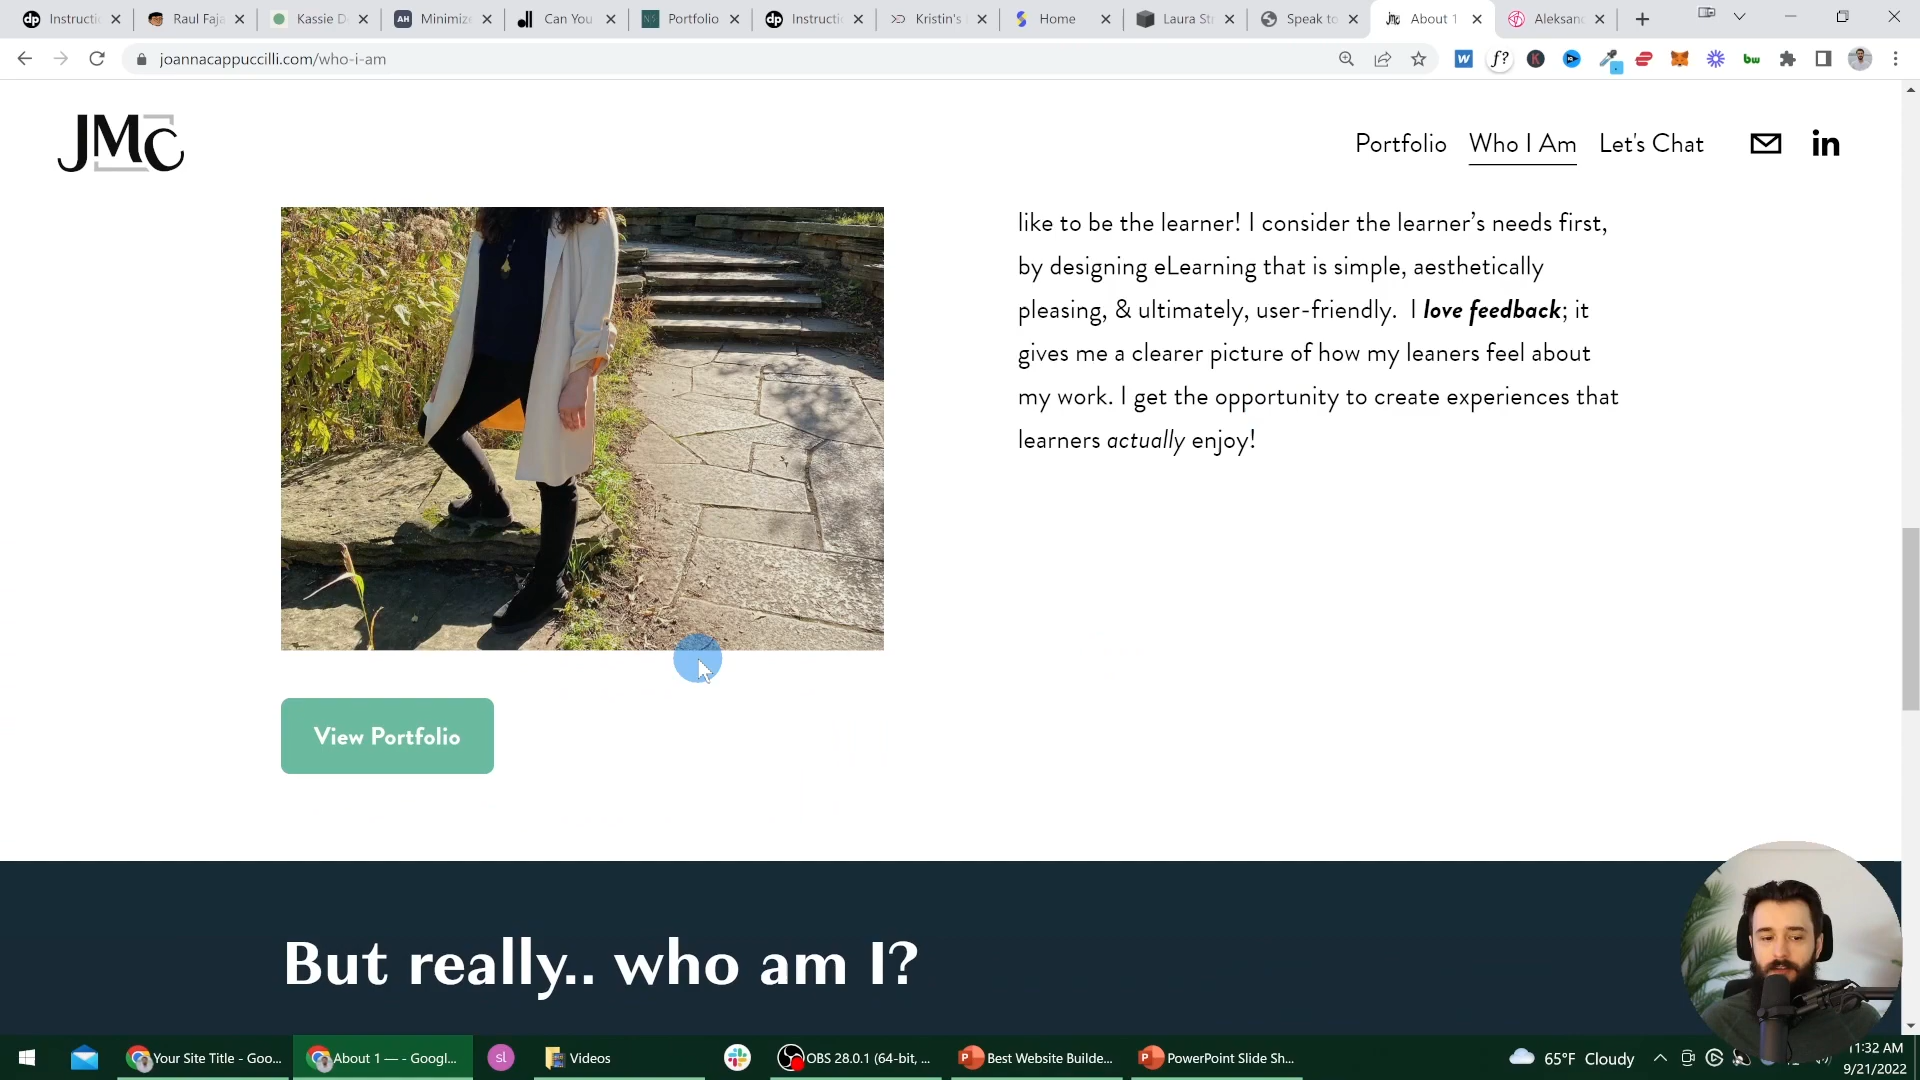 Instructi
Raul Faja
Kassie D
Minimize
Can You
Portfolio
Instructi
Kristin's
Home
Laura St
Speak to
About 1
Aleksan
joannacappuccilli.com/who-i-am
JMC
Portfolio
Who I Am
Let's Chat
in
like to be the learner! I consider the learner’s needs first,
by designing eLearning that is simple, aesthetically
pleasing, & ultimately, user-friendly. I love feedback; it
gives me a clearer picture of how my leaners feel about
my work. I get the opportunity to create experiences that
learners actually enjoy!
View Portfolio
But really.. who am I?
Your Site Title - Goo...
About 1 — - Googl...
sl
Videos
OBS 28.0.1 (64-bit, ...
Best Website Builde...
PowerPoint Slide Sh...
65°F Cloudy
11:32 AM
9/21/2022